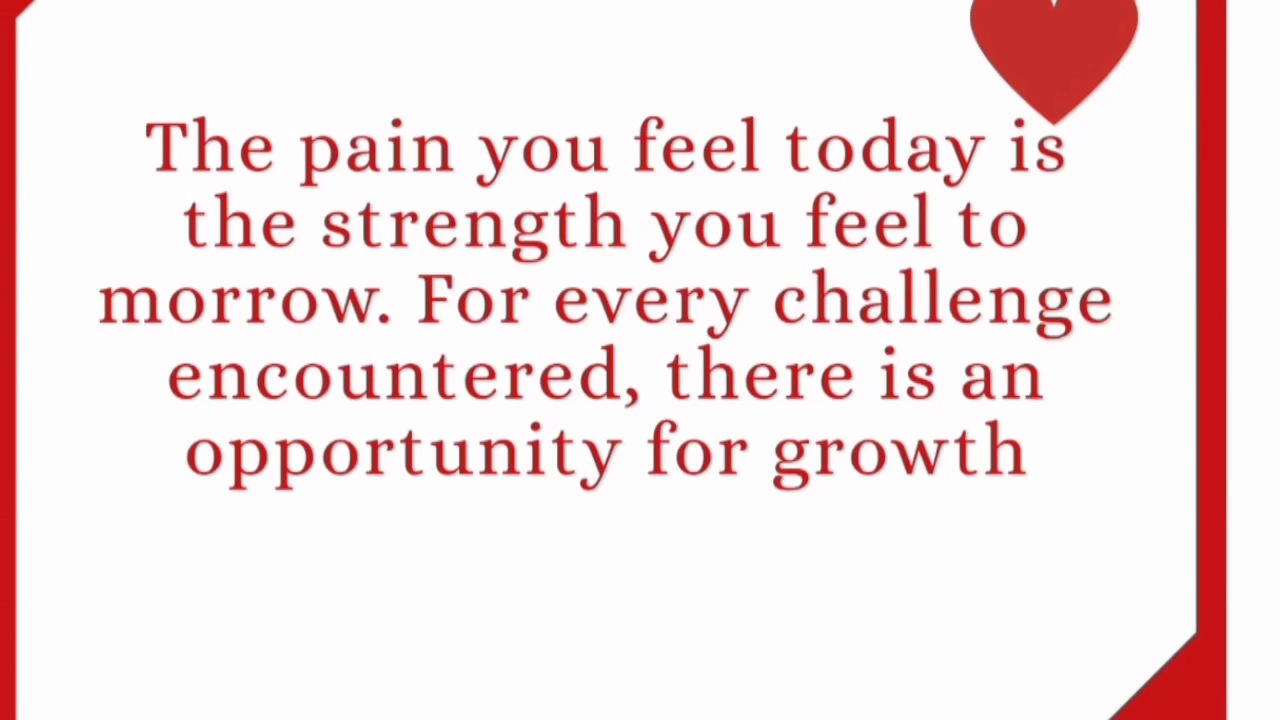 The pain you feel today is
the strength you feel to
morrow. For every challenge
encountered, there is an
opportunity for growth